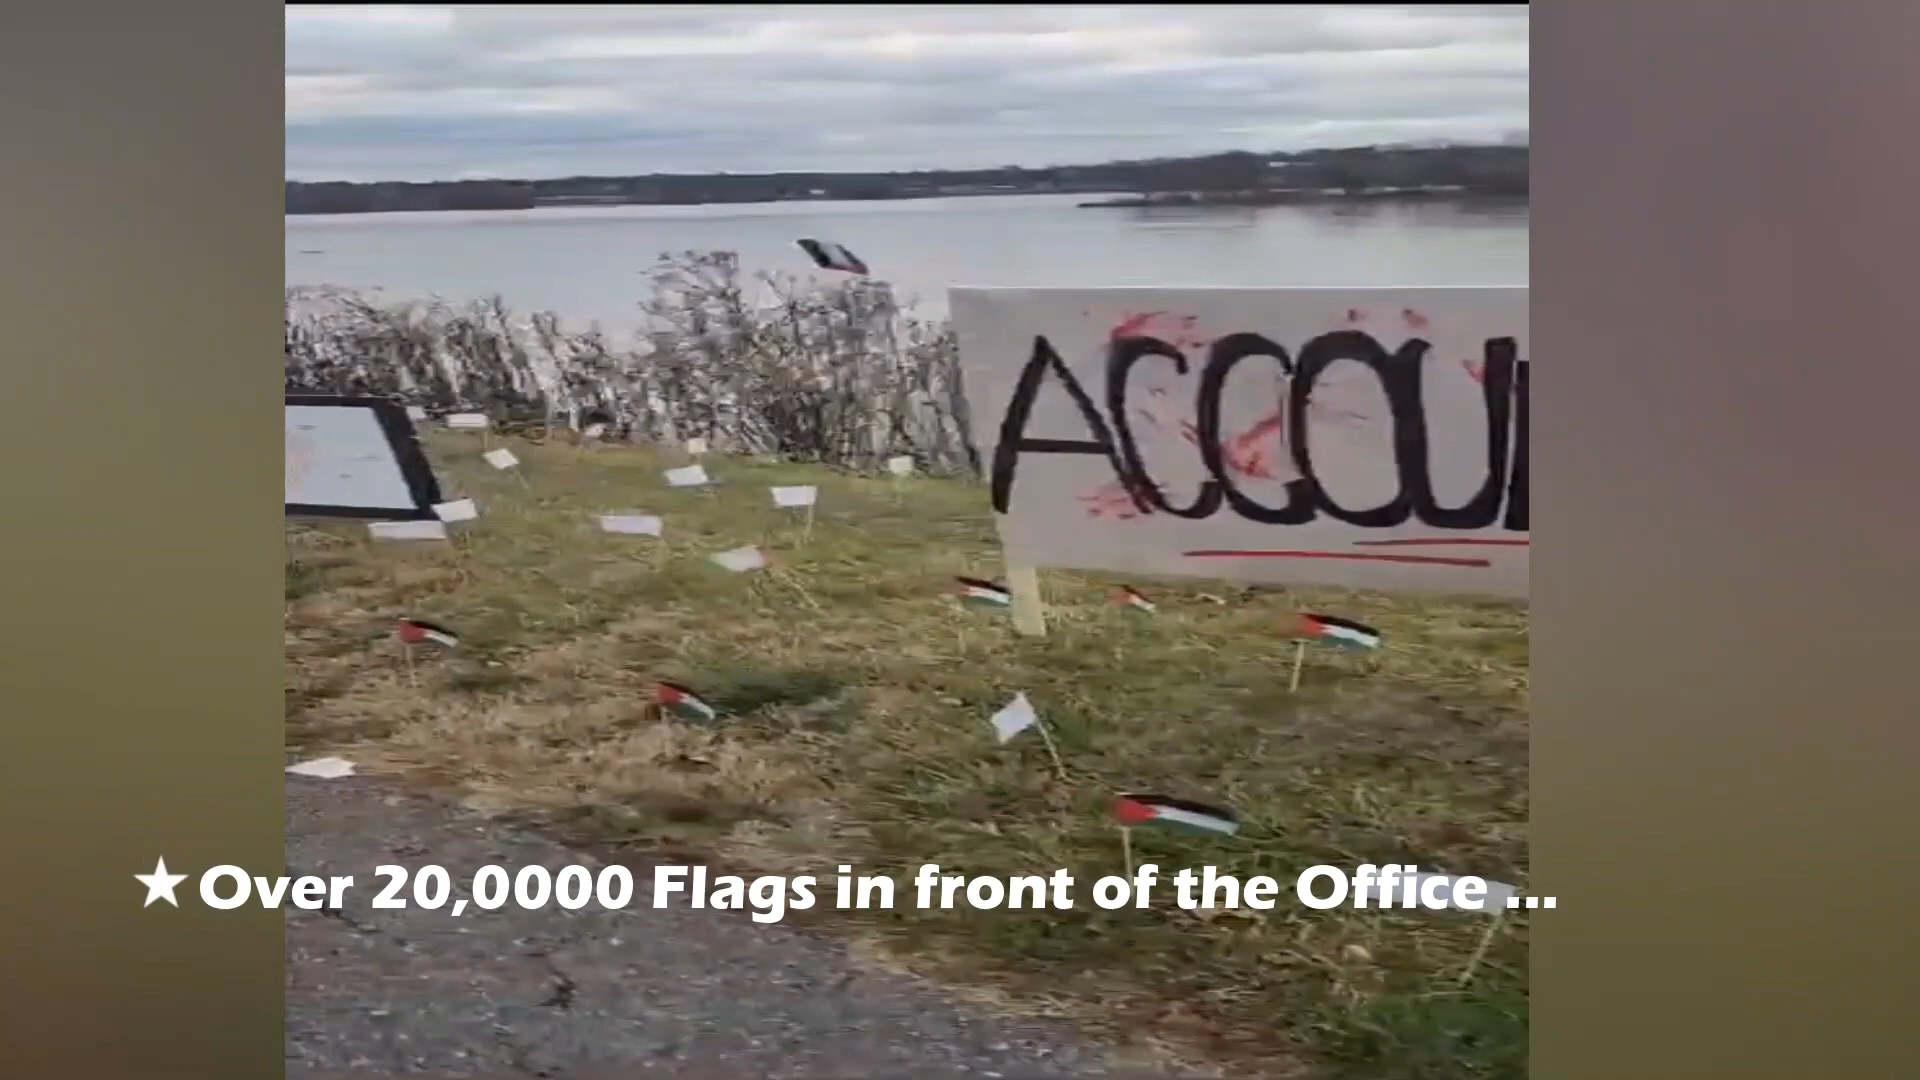 ACCOU
★Over 20,0000 Flags in front of the Office ...